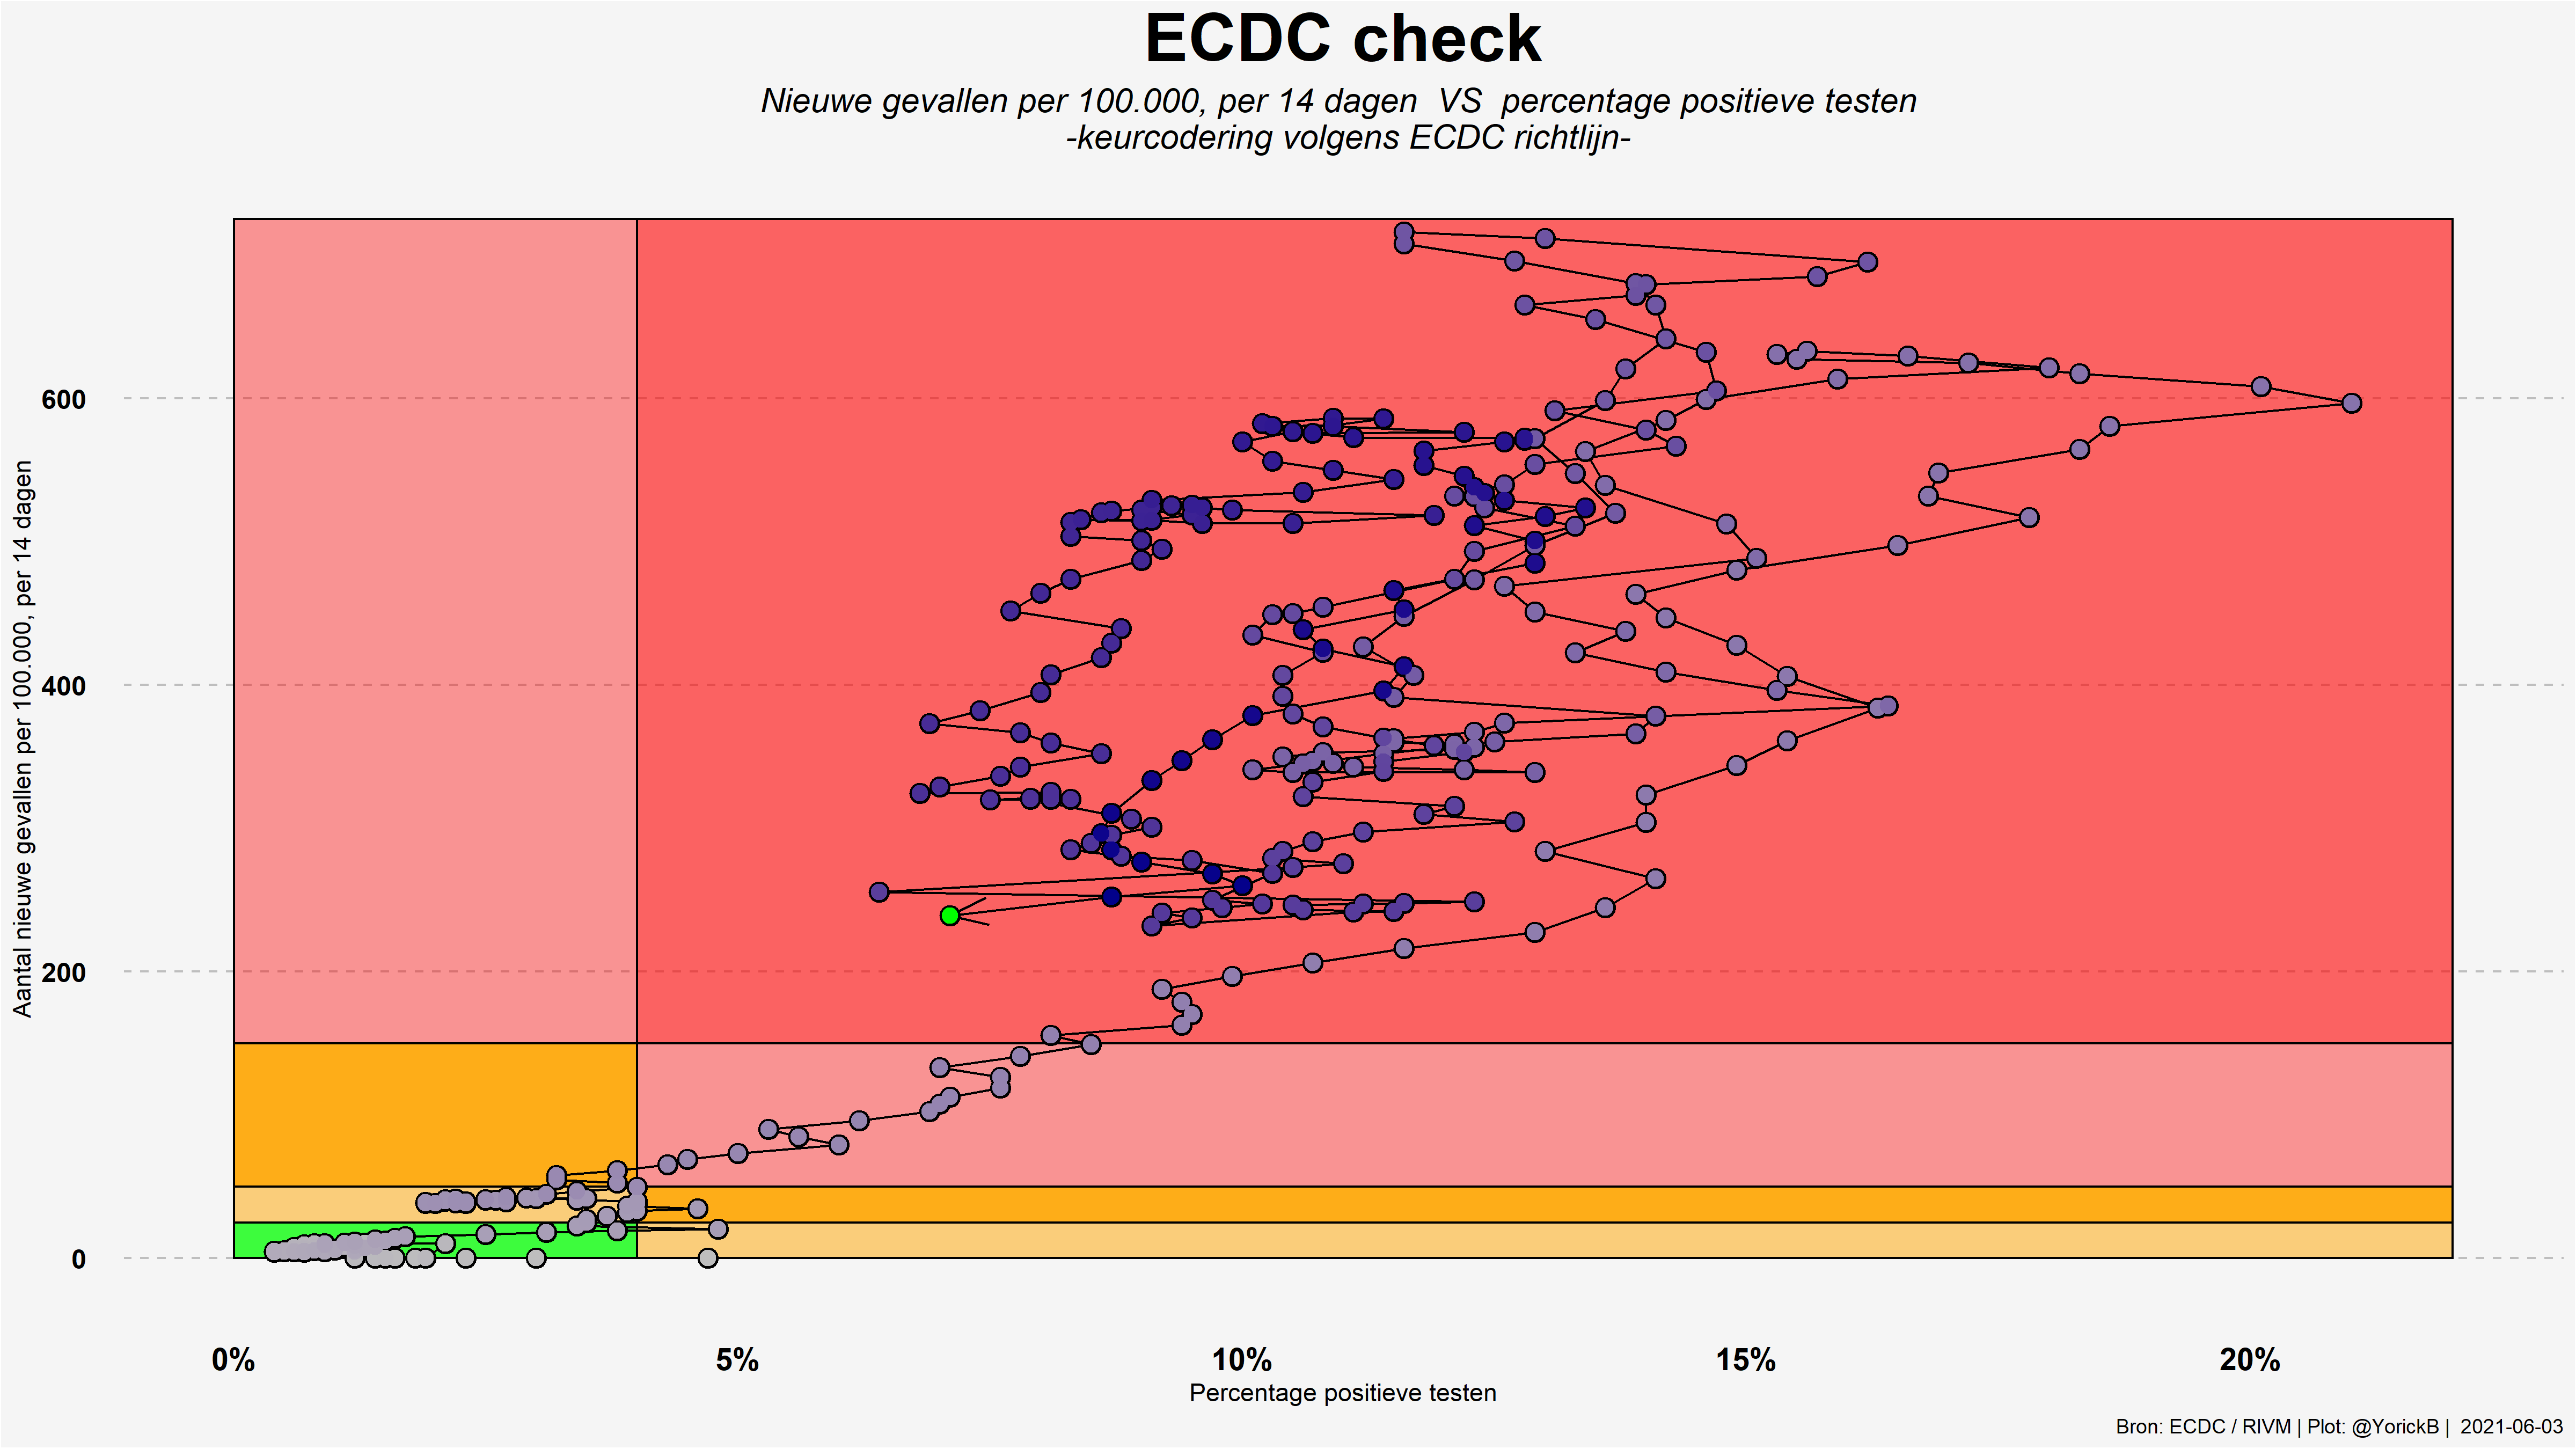 ECDC check
Nieuwe gevallen per 100.000, per 14 dagen  VS  percentage positieve testen
-keurcodering volgens ECDC richtlijn-
Aantal nieuwe gevallen per 100.000, per 14 dagen
600
400
200
0
0%
5%
10%
15%
20%
Percentage positieve testen
Bron: ECDC / RIVM | Plot: @YorickB |  2021-06-03